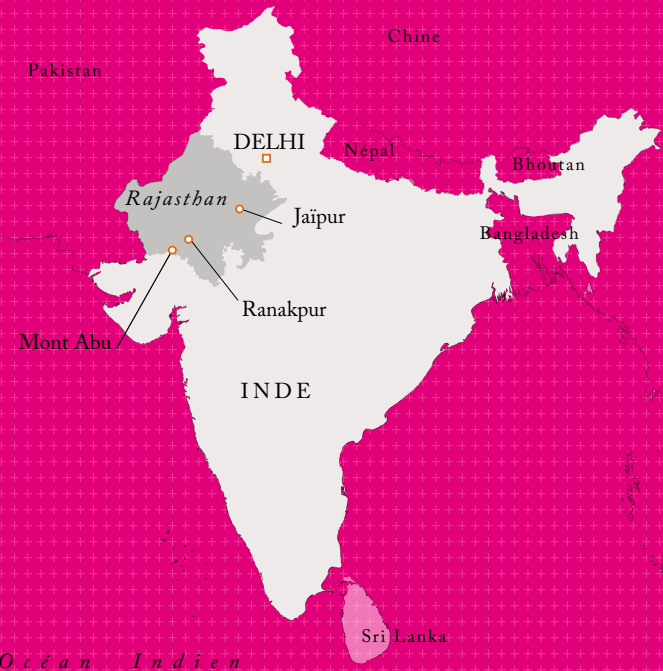 Chine
Pakistan
DELHI
Népal
Bhoutan
Rajasthan
Jaïpur
Bangladesh
Ranakpur
Mont Abu
INDE
Sri Lanka
Océan Indien